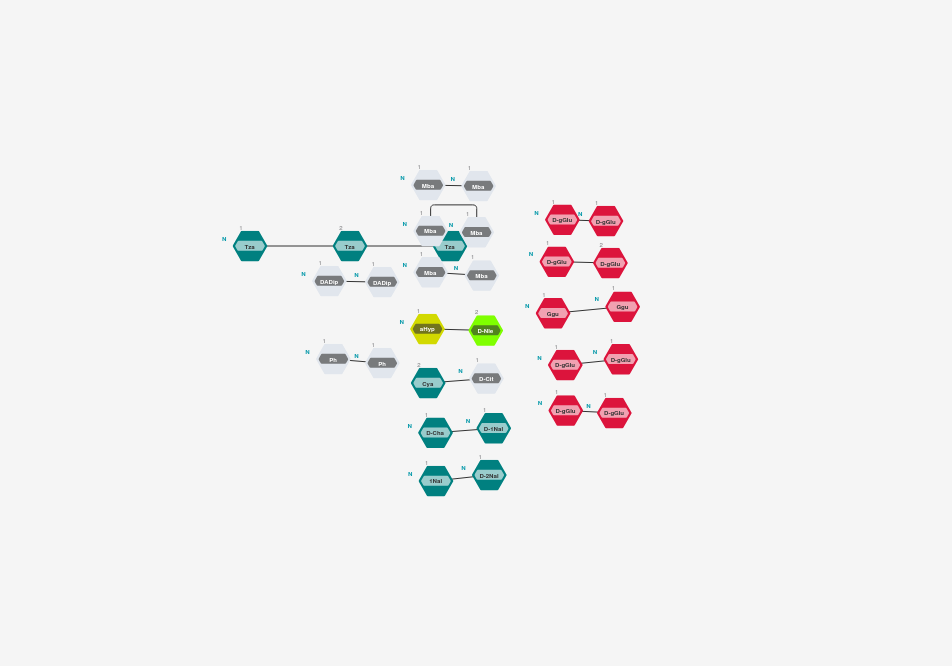 1 1
N Mba N Mba
1 1
N Mba N Mba
1 2
N Tza Tza Tza
1 1
N Mba N Mba
1 1
N DADip N DADip
1 2
N aHyp D-Nle
1 1
N Ph N Ph
2 1
Cya N D-Cit
1 1
N D-Cha N D-1Nal
1 1
N 1Nal N D-2Nal
1 1
N D-gGlu N D-gGlu
1 2
N D-gGlu D-gGlu
1 1
N Ggu N Ggu
1 1
N D-gGlu N D-gGlu
1 1
N D-gGlu N D-gGlu